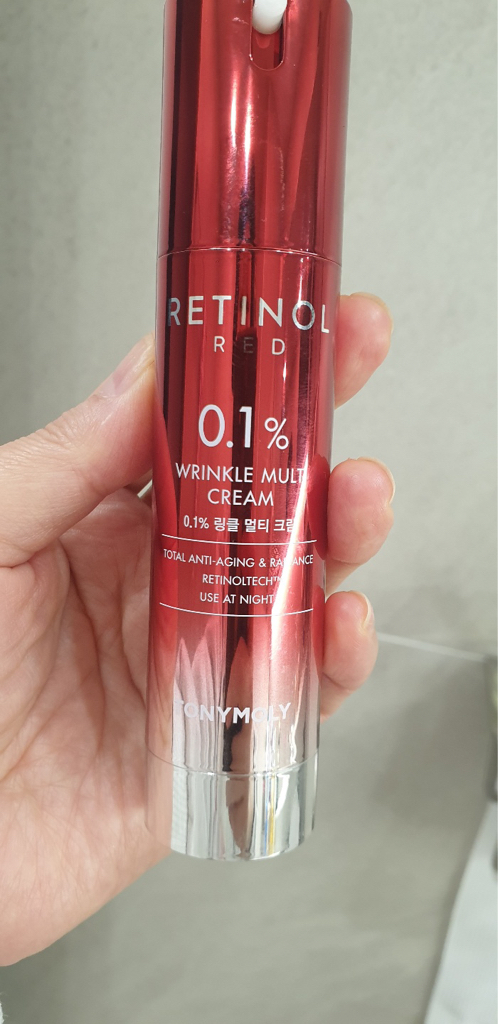 RETINOL
RED
0.1%
WRINKLE MULTI
CREAM
0.1% 링클 멀티 크림
TOTAL ANTI-AGING & RADIANCE
RETINOLTECH™
USE AT NIGHT
TONYMOLY